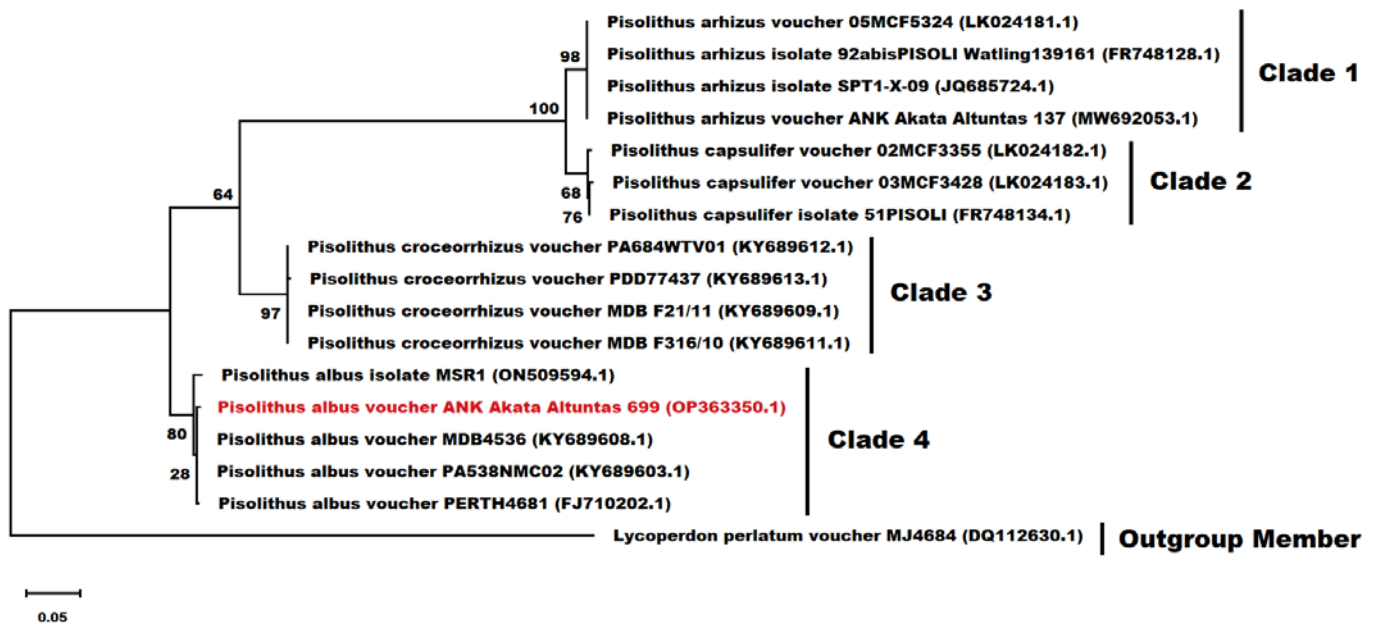 Pisolithus arhizus voucher 05MCF5324 (LK024181.1)
98
Pisolithus arhizus isolate 92abisPISOLI Watling139161 (FR748128.1)
Clade 1
Pisolithus arhizus isolate SPT1-X-09 (JQ685724.1)
100
Pisolithus arhizus voucher ANK Akata Altuntas 137 (MW692053.1)
Pisolithus capsulifer voucher 02MCF3355 (LK024182.1)
64
68
Pisolithus capsulifer voucher 03MCF3428 (LK024183.1)
Clade 2
76
Pisolithus capsulifer isolate 51PISOLI (FR748134.1)
Pisolithus croceorrhizus voucher PA684WTV01 (KY689612.1)
Pisolithus croceorrhizus voucher PDD77437 (KY689613.1)
Clade 3
97
Pisolithus croceorrhizus voucher MDB F21/11 (KY689609.1)
Pisolithus croceorrhizus voucher MDB F316/10 (KY689611.1)
Pisolithus albus isolate MSR1 (ON509594.1)
Pisolithus albus voucher ANK Akata Altuntas 699 (OP363350.1)
80
Pisolithus albus voucher MDB4536 (KY689608.1)
Clade 4
28
Pisolithus albus voucher PA538NMC02 (KY689603.1)
Pisolithus albus voucher PERTH4681 (FJ710202.1)
Lycoperdon perlatum voucher MJ4684 (DQ112630.1)
Outgroup Member
0.05